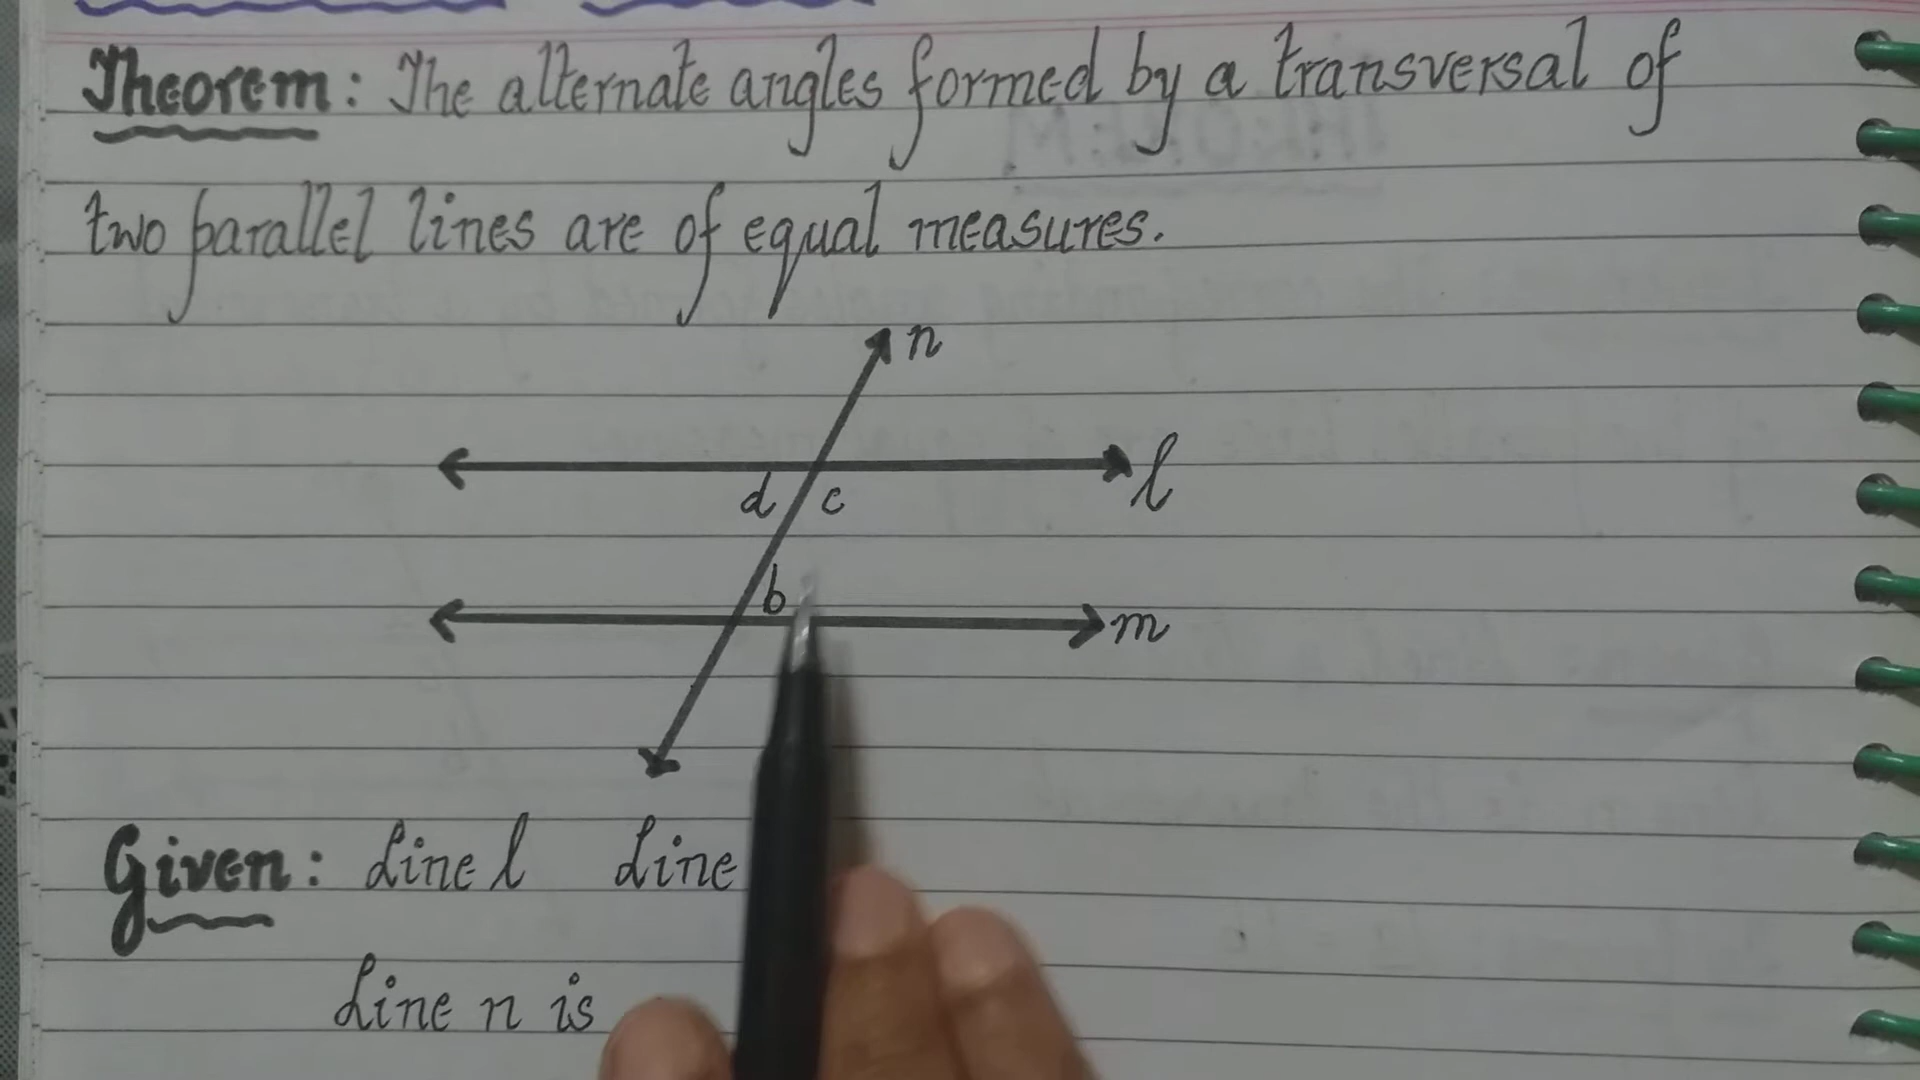 Theorem: The alternate angles formed by a transversal of
two parallel lines are of equal measures.
n
l
d c
b
m
Given: Line l Line
Line n is